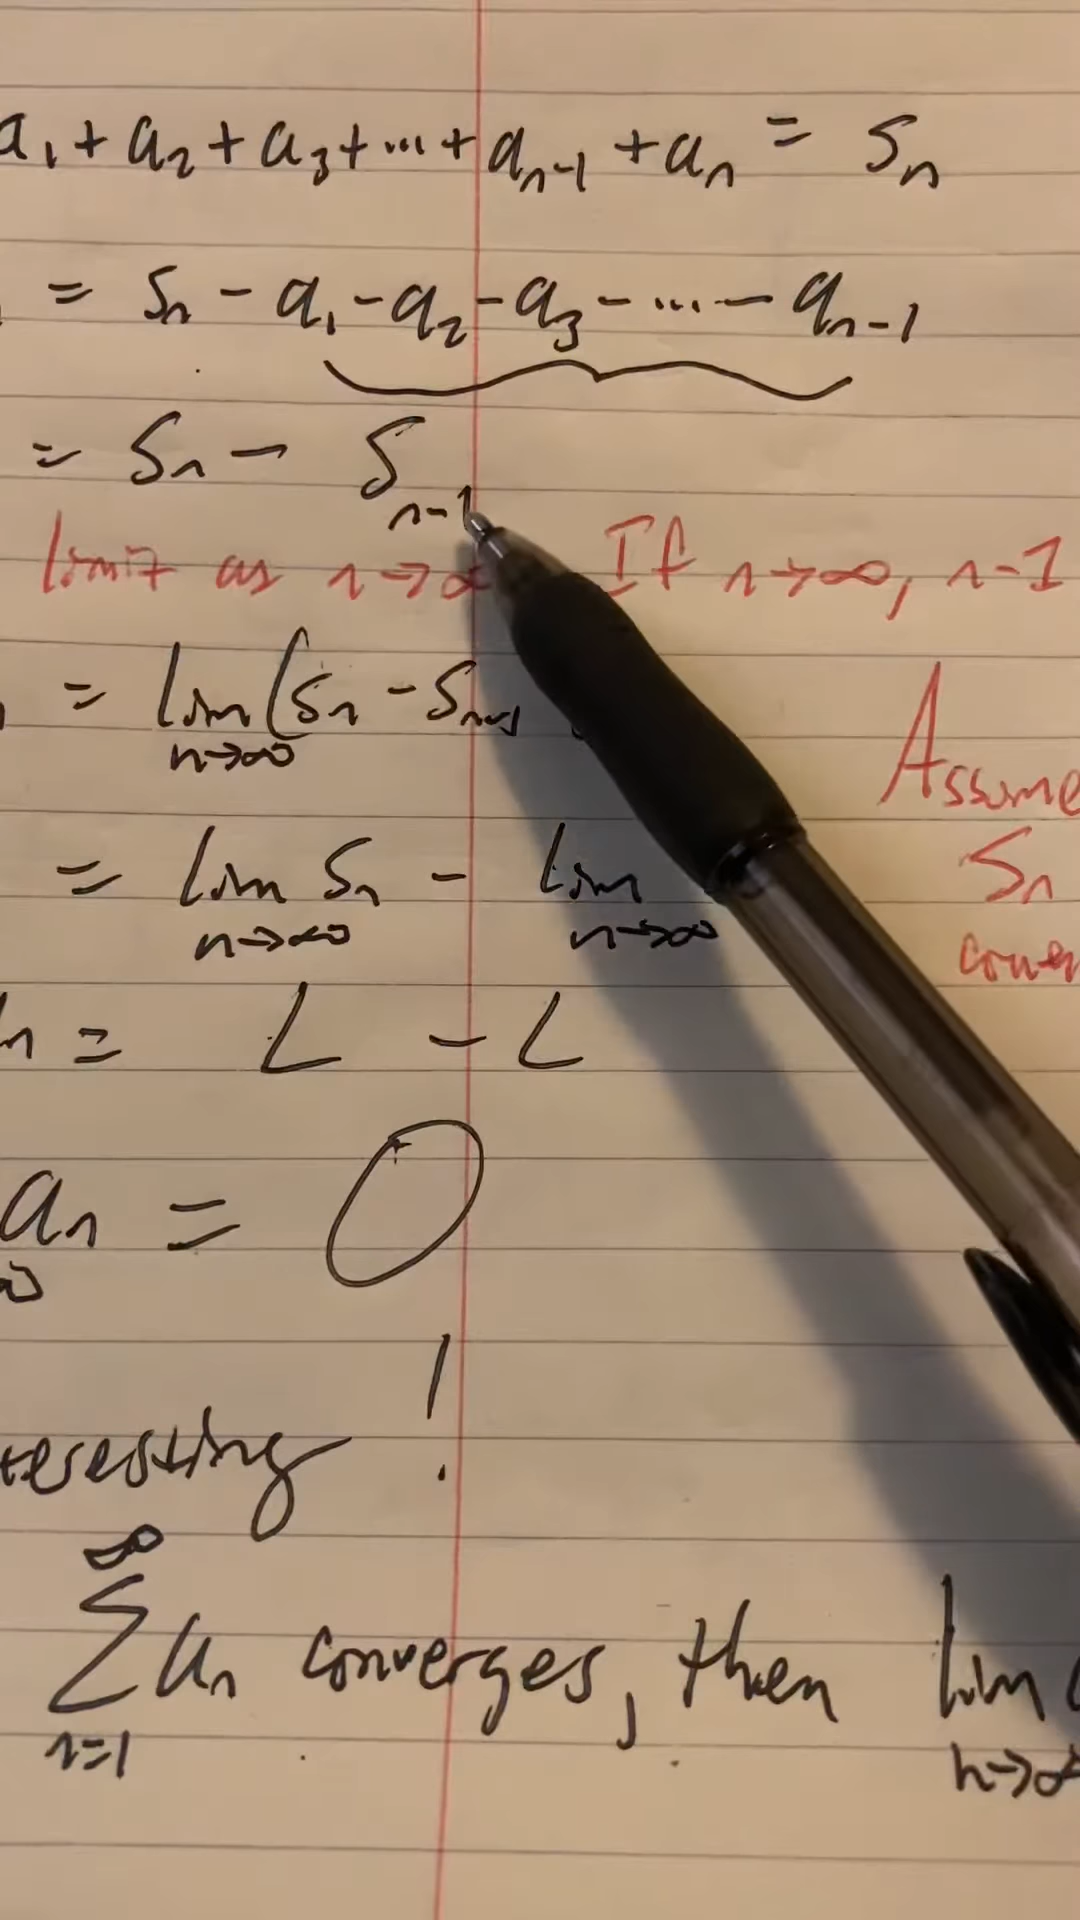 a₁ + a₂ + a₃ + ... + aₙ₋₁ + aₙ = Sₙ
= Sₙ - a₁ - a₂ - a₃ - ... - aₙ₋₁
= Sₙ - Sₙ₋₁
limit as n→∞ If n→∞, n-1
= lim (Sₙ - Sₙ₋₁
n→∞
Assume
= lim Sₙ - lim
n→∞ n→∞
Sₙ
n = L - L
aₙ = 0
∞
!
∞
∑ aₙ converges, then lim
n=1 n→∞